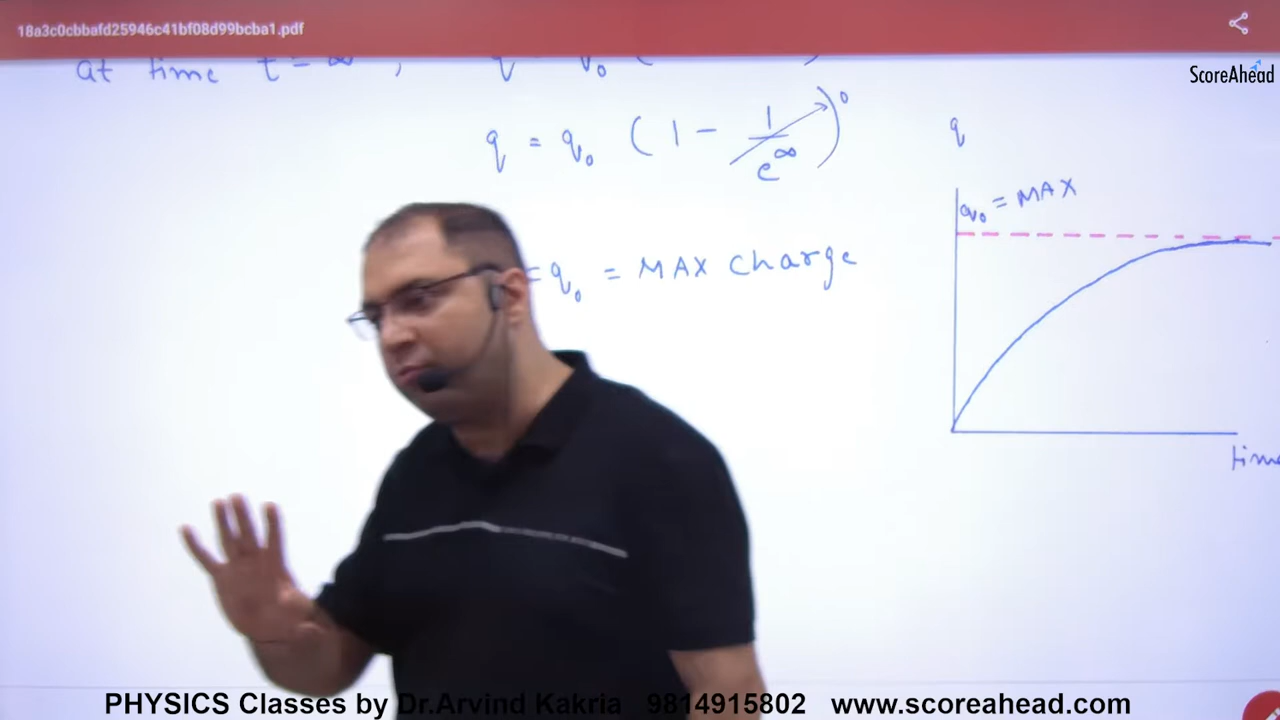 18a3c0cbbafd25946c41bf08d99bcba1.pdf
ScoreAhead
at time t = ∞ ,
q = q₀ ( 1 - 1/e^∞ ) 0
q
q₀ = MAX
= q₀ = MAX charge
time
PHYSICS Classes by Dr.Arvind Kakria 9814915802 www.scoreahead.com